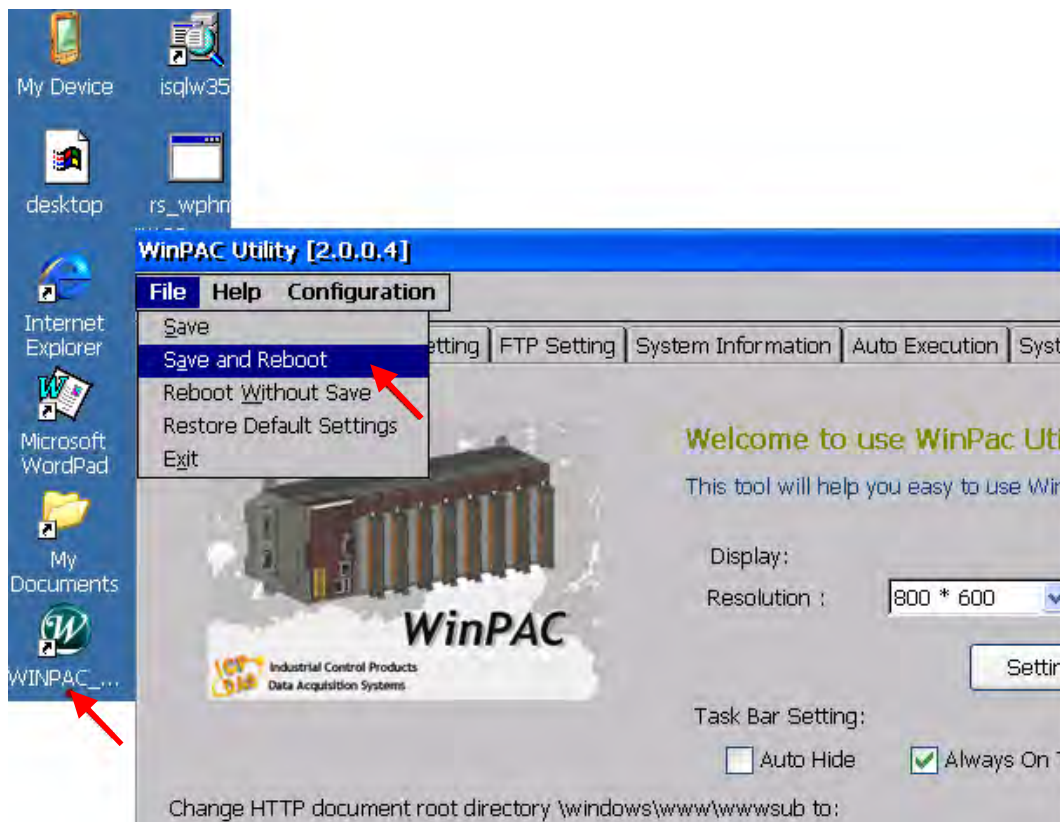 My Device
isqlw35
desktop
rs_wphm
Internet
Explorer
Microsoft
WordPad
My
Documents
WINPAC_...
WinPAC Utility [2.0.0.4]
File Help Configuration
Save
Save and Reboot
Reboot Without Save
Restore Default Settings
Exit
etting FTP Setting System Information Auto Execution Syst
Welcome to use WinPac Uti
This tool will help you easy to use Win
Display:
Resolution : 800 * 600
Settin
WinPAC
Industrial Control Products
Data Acquisition Systems
Task Bar Setting:
Auto Hide Always On T
Change HTTP document root directory \windows\www\wwwsub to: